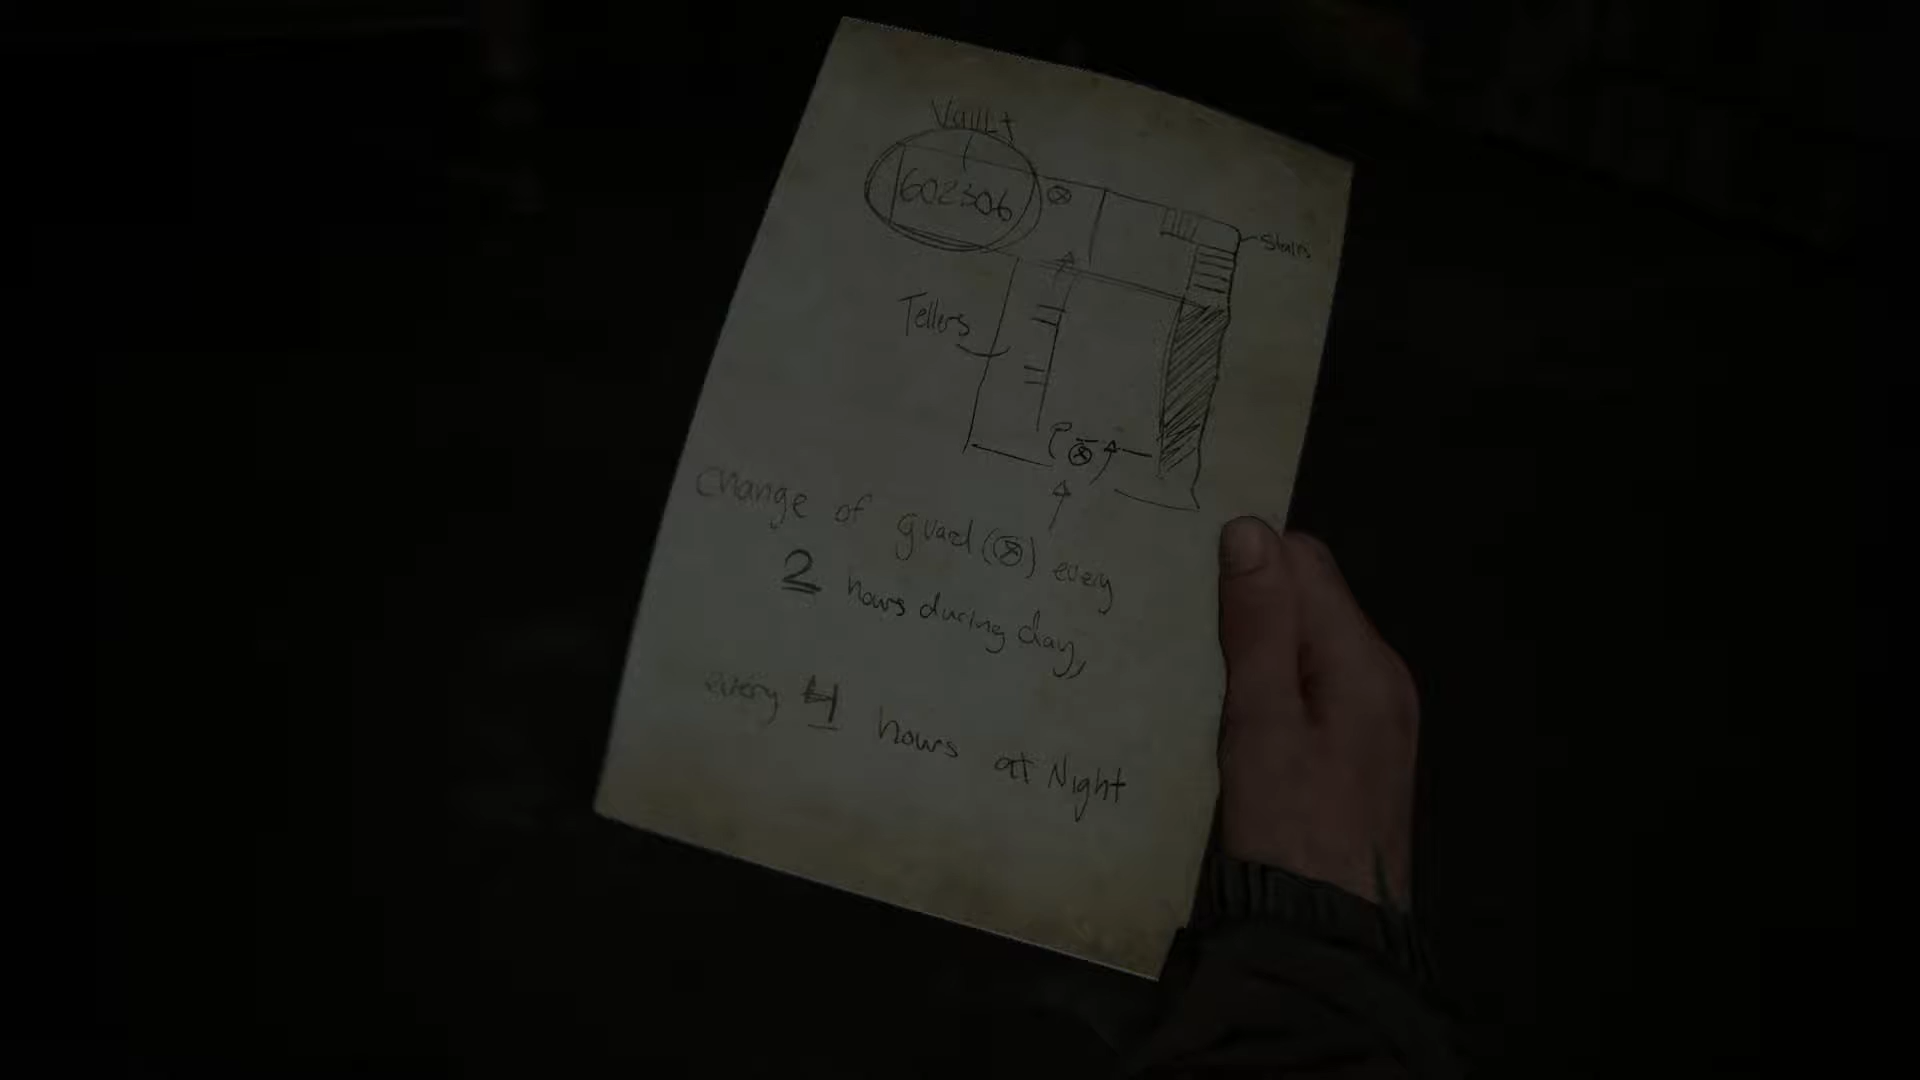 Vault
602306
Stairs
Tellers
Change of guard (⊗) every
2 hours during day,
every 4 hours at Night